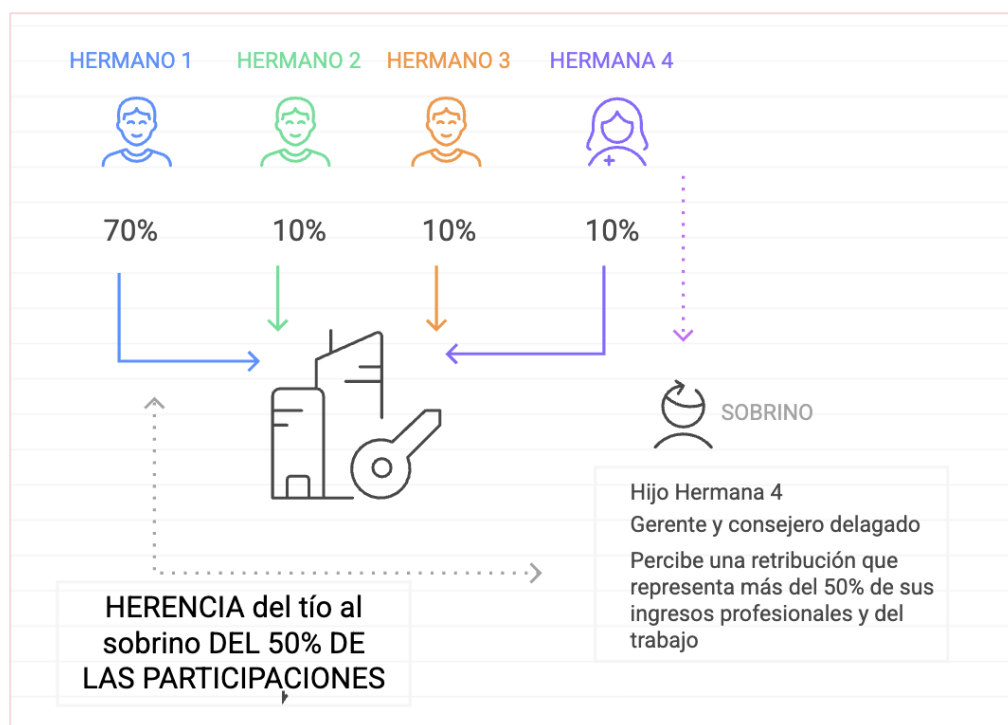 HERMANO 1
HERMANO 2
HERMANO 3
HERMANA 4
70%
10%
10%
10%
SOBRINO
Hijo Hermana 4
Gerente y consejero delagado
Percibe una retribución que
representa más del 50% de sus
ingresos profesionales y del
trabajo
HERENCIA del tío al
sobrino DEL 50% DE
LAS PARTICIPACIONES